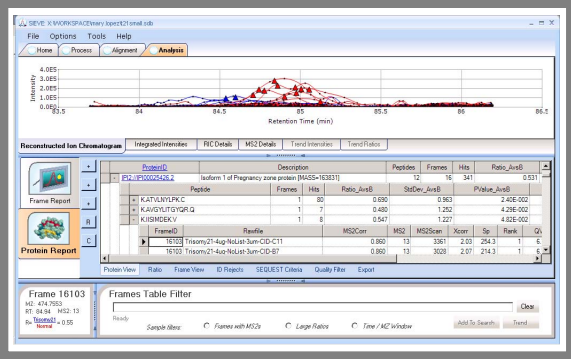 SIEVE X:\WORKSPACE\mary.lopez\t21small.sdb
File Options Tools Help
Home Process Alignment Analysis
Intensity
4.0E5
3.0E5
2.0E5
1.0E5
0.0E0
83.5 84 84.5 85 85.5 86 86.5
Retention Time (min)
Reconstructed Ion Chromatogram Integrated Intensities RIC Details MS2 Details Trend Intensities Trend Ratios
Frame Report
Protein Report
+
+
R
C
ProteinID Description Peptides Frames Hits Ratio_AvsB
- IPI2:/IPI00025426.2 Isoform 1 of Pregnancy zone protein [MASS=163831] 12 16 341 0.531
Peptide Frames Hits Ratio_AvsB StdDev_AvsB PValue_AvsB
+ K.ATVLNYLPK.C 1 80 0.690 0.963 2.40E-002
+ K.AVGYLITGYQR.Q 1 7 0.480 1.252 4.29E-002
- K.IISIMDEK.V 1 8 0.547 1.227 4.82E-002
FrameID Rawfile MS2Corr MS2 MS2Scan Xcorr Sp Rank
16103 Trisomy21-4ug-NoList-3um-CID-C11 0.860 13 3361 2.03 254.3 1 6.
16103 Trisomy21-4ug-NoList-3um-CID-B7 0.860 13 3028 2.07 214.3 1 6.
Protein View Ratio Frame View ID Rejects SEQUEST Criteria Quality Filter Export
Frame 16103
MZ: 474.7553
RT: 84.94 MS2: 13
R= Trisomy21 = 0.55
Normal
Frames Table Filter
Clear
Ready
Sample filters: Frames with MS2s Large Ratios Time / MZ Window Add To Search Trend